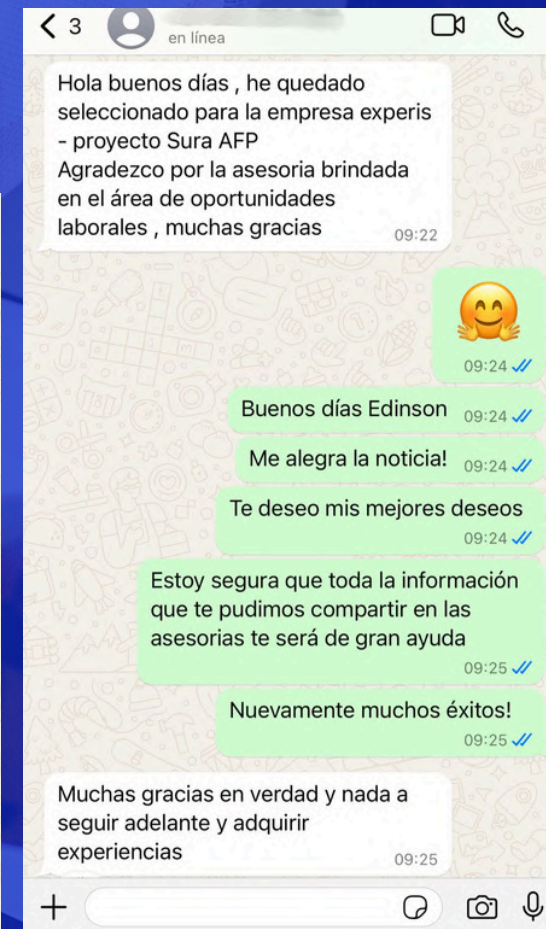 3
en línea
Hola buenos días , he quedado
seleccionado para la empresa experis
- proyecto Sura AFP
Agradezco por la asesoria brindada
en el área de oportunidades
laborales , muchas gracias
09:22
09:24
Buenos días Edinson 09:24
Me alegra la noticia! 09:24
Te deseo mis mejores deseos
09:24
Estoy segura que toda la información
que te pudimos compartir en las
asesorias te será de gran ayuda
09:25
Nuevamente muchos éxitos!
09:25
Muchas gracias en verdad y nada a
seguir adelante y adquirir
experiencias
09:25